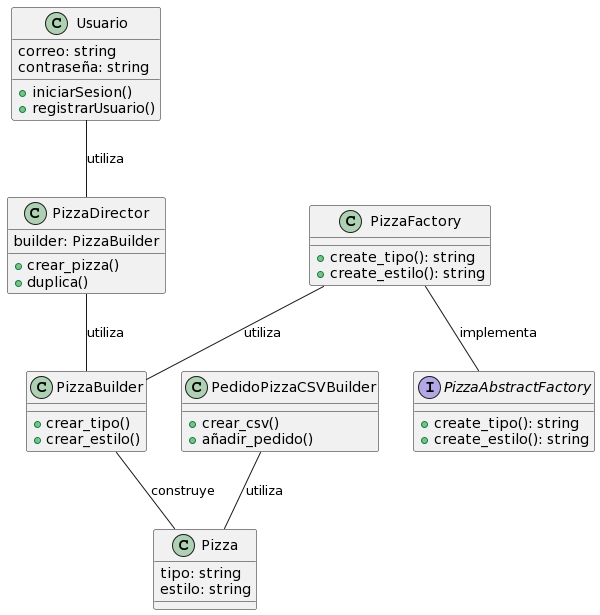 C Usuario
correo: string
contraseña: string
iniciarSesion()
registrarUsuario()
utiliza
C PizzaDirector
builder: PizzaBuilder
crear_pizza()
duplica()
C PizzaFactory
create_tipo(): string
create_estilo(): string
utiliza
utiliza
implementa
C PizzaBuilder
crear_tipo()
crear_estilo()
C PedidoPizzaCSVBuilder
crear_csv()
añadir_pedido()
I PizzaAbstractFactory
create_tipo(): string
create_estilo(): string
construye
utiliza
C Pizza
tipo: string
estilo: string